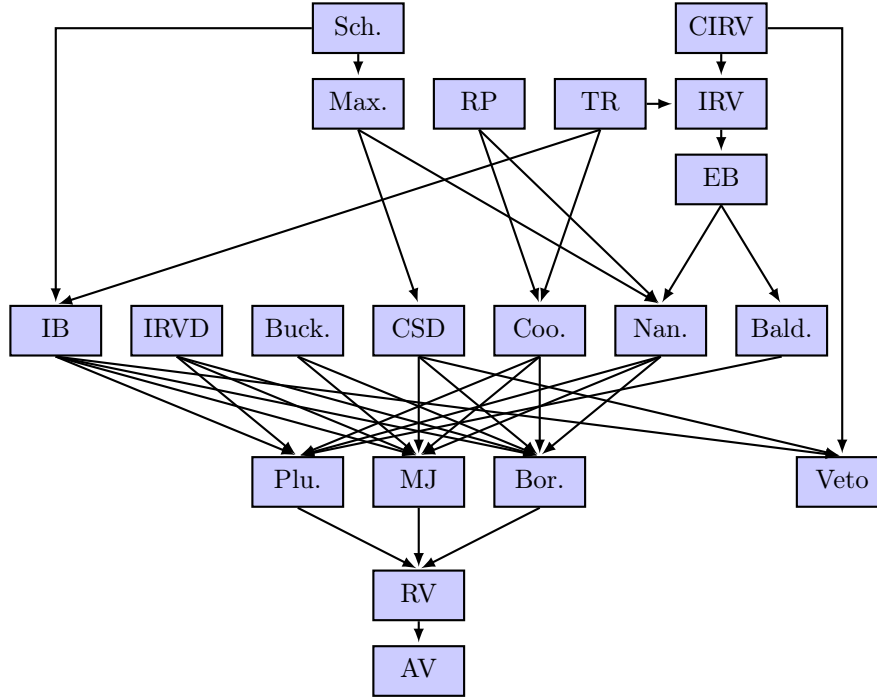 Sch.
CIRV
Max.
RP
TR
IRV
EB
IB
IRVD
Buck.
CSD
Coo.
Nan.
Bald.
Plu.
MJ
Bor.
Veto
RV
AV